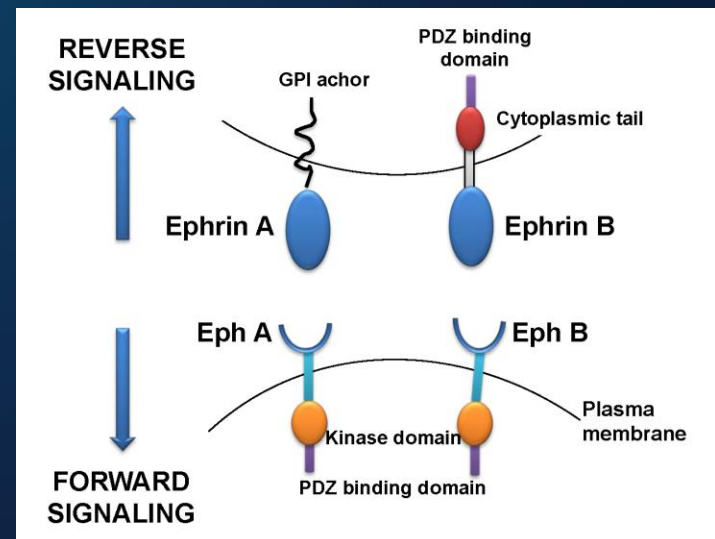 REVERSE
SIGNALING
GPI achor
PDZ binding
domain
Cytoplasmic tail
Ephrin A
Ephrin B
Eph A
Eph B
Kinase domain
Plasma
membrane
PDZ binding domain
FORWARD
SIGNALING